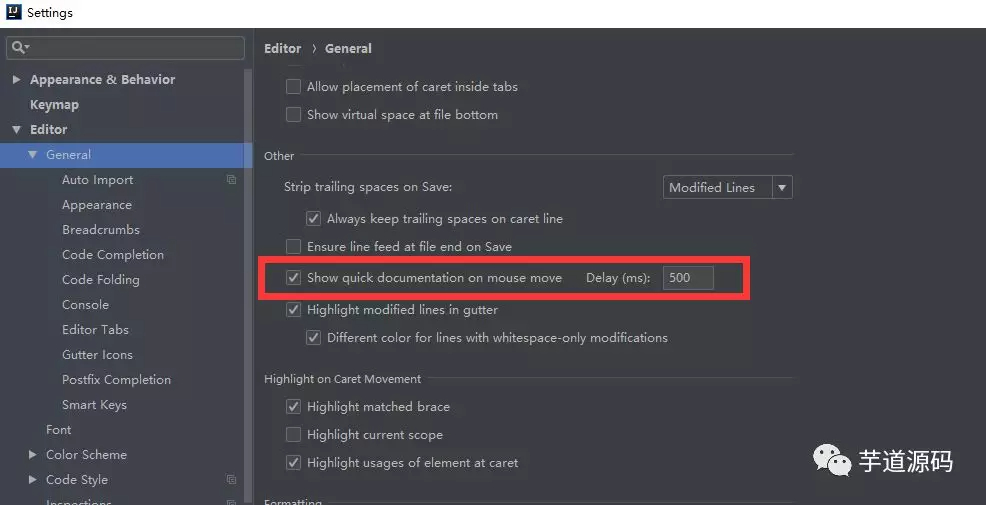 IJ Settings
Appearance & Behavior
Keymap
Editor
General
Auto Import
Appearance
Breadcrumbs
Code Completion
Code Folding
Console
Editor Tabs
Gutter Icons
Postfix Completion
Smart Keys
Font
Color Scheme
Code Style
Inspections
Editor › General
Allow placement of caret inside tabs
Show virtual space at file bottom
Other
Strip trailing spaces on Save: Modified Lines
Always keep trailing spaces on caret line
Ensure line feed at file end on Save
Show quick documentation on mouse move Delay (ms): 500
Highlight modified lines in gutter
Different color for lines with whitespace-only modifications
Highlight on Caret Movement
Highlight matched brace
Highlight current scope
Highlight usages of element at caret
Formatting
芋道源码